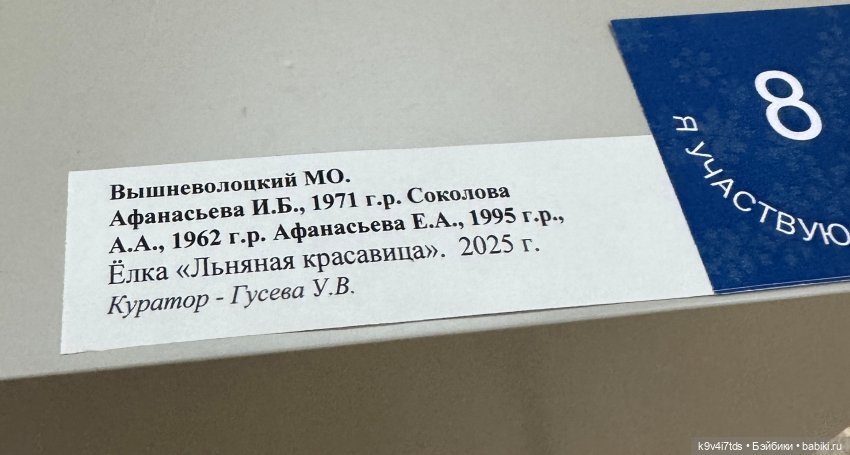 Вышневолоцкий МО.
Афанасьева И.Б., 1971 г.р. Соколова
А.А., 1962 г.р. Афанасьева Е.А., 1995 г.р.,
Ёлка «Льняная красавица». 2025 г.
Куратор - Гусева У.В.
8
Я УЧАСТВУЮ
k9v4i7tds • Бэйбики • babiki.ru